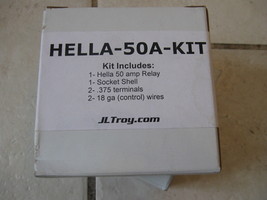 HELLA-50A-KIT
Kit Includes:
1- Hella 50 amp Relay
1- Socket Shell
2- .375 terminals
2- 18 ga (control) wires
JLTroy.com